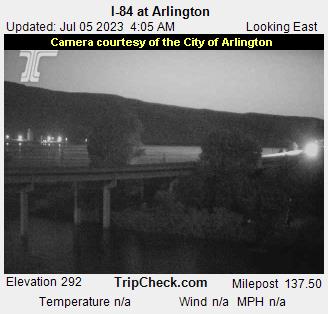 I-84 at Arlington
Updated: Jul 05 2023 4:05 AM Looking East
Camera courtesy of the City of Arlington
Elevation 292 TripCheck.com Milepost 137.50
Temperature n/a Wind n/a MPH n/a